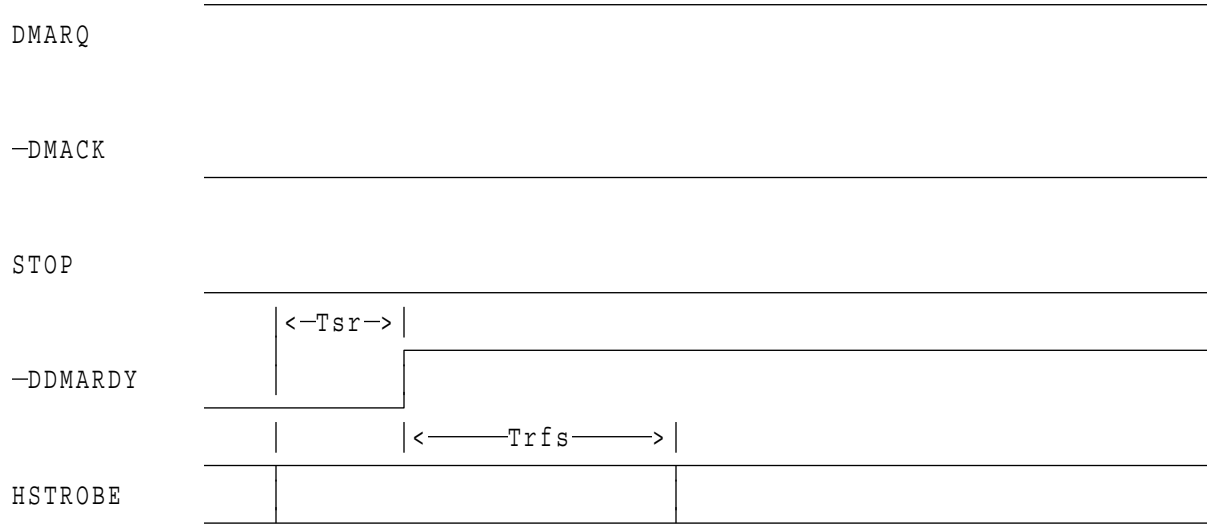 DMARQ
-DMACK
STOP
|<-Tsr->|
-DDMARDY
|<-----Trfs----->|
HSTROBE